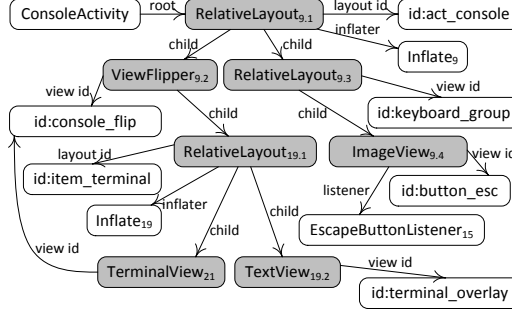 ConsoleActivity root RelativeLayout9.1 layout id id:act_console
inflater
Inflate9
child child
ViewFlipper9.2 RelativeLayout9.3
view id view id
id:console_flip child child id:keyboard_group
layout id RelativeLayout19.1 ImageView9.4
view id
id:item_terminal
listener id:button_esc
Inflate19 inflater
child child EscapeButtonListener15
view id
TerminalView21 TextView19.2 view id
id:terminal_overlay